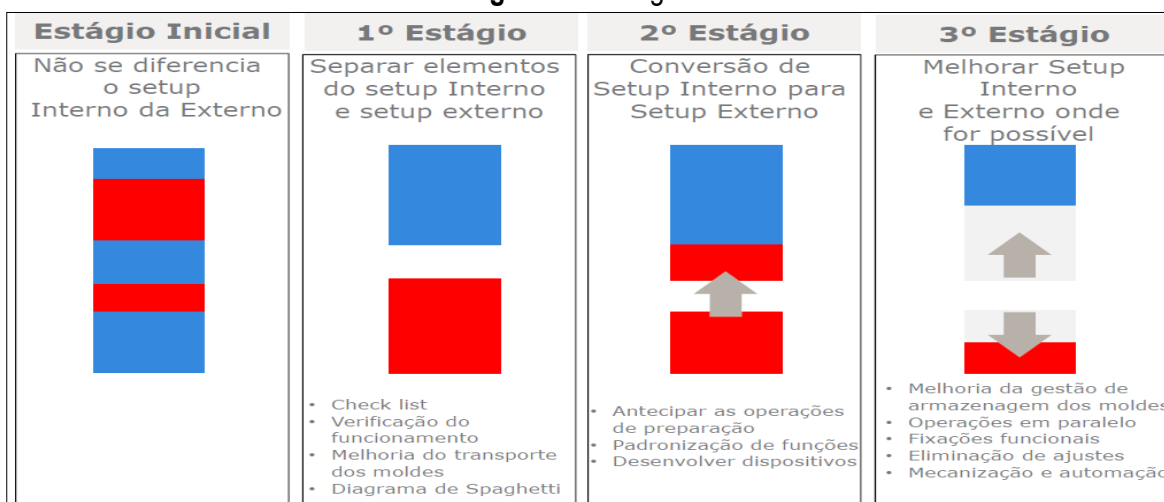 Estágio Inicial
Não se diferencia
o setup
Interno da Externo
1º Estágio
Separar elementos
do setup Interno
e setup externo
• Check list
• Verificação do
funcionamento
• Melhoria do transporte
dos moldes
• Diagrama de Spaghetti
2º Estágio
Conversão de
Setup Interno para
Setup Externo
• Antecipar as operações
de preparação
• Padronização de funções
• Desenvolver dispositivos
3º Estágio
Melhorar Setup
Interno
e Externo onde
for possível
• Melhoria da gestão de
armazenagem dos moldes
• Operações em paralelo
• Fixações funcionais
• Eliminação de ajustes
• Mecanização e automação